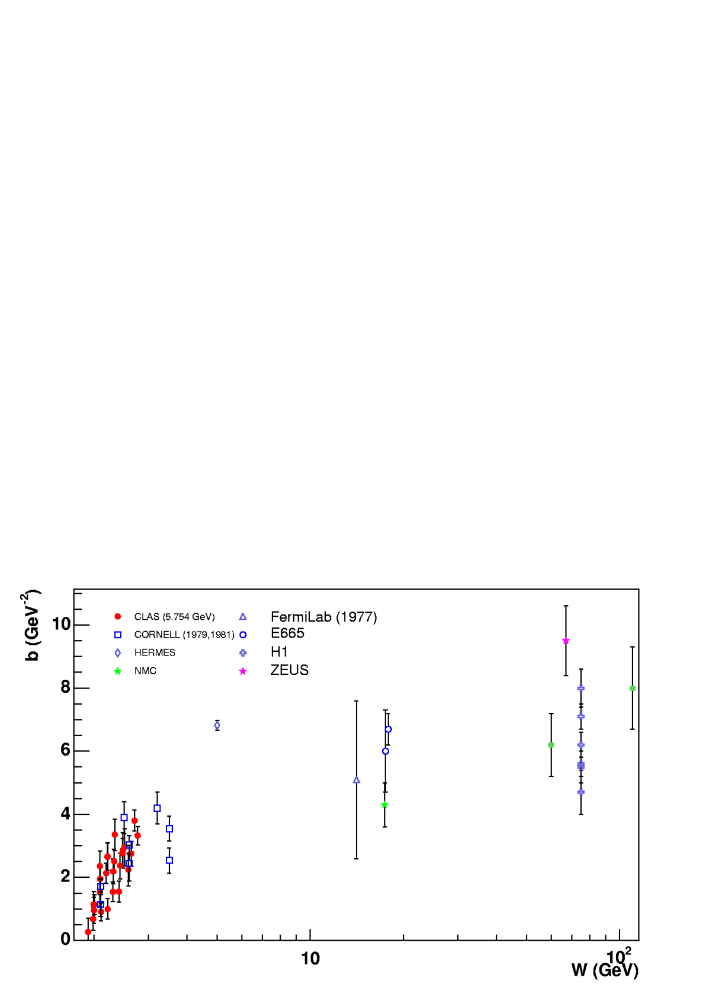 b (GeV⁻²)
10
8
6
4
2
0
CLAS (5.754 GeV)
CORNELL (1979,1981)
HERMES
NMC
FermiLab (1977)
E665
H1
ZEUS
10
10²
W (GeV)